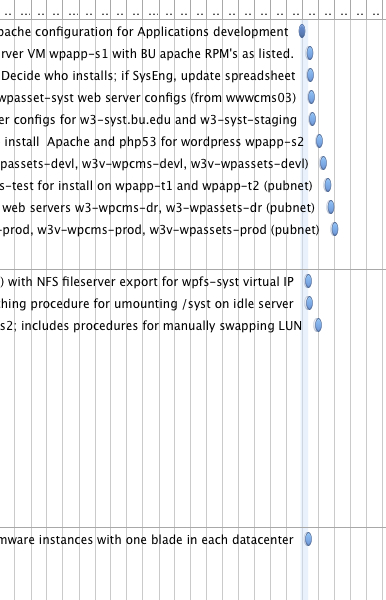 pache configuration for Applications development
rver VM wpapp-s1 with BU apache RPM's as listed.
Decide who installs; if SysEng, update spreadsheet
wpasset-syst web server configs (from wwwcms03)
er configs for w3-syst.bu.edu and w3-syst-staging
install Apache and php53 for wordpress wpapp-s2
passets-devl, w3v-wpcms-devl, w3v-wpassets-devl)
s-test for install on wpapp-t1 and wpapp-t2 (pubnet)
web servers w3-wpcms-dr, w3-wpassets-dr (pubnet)
-prod, w3v-wpcms-prod, w3v-wpassets-prod (pubnet)
) with NFS fileserver export for wpfs-syst virtual IP
hing procedure for umounting /syst on idle server
s2; includes procedures for manually swapping LUN
mware instances with one blade in each datacenter